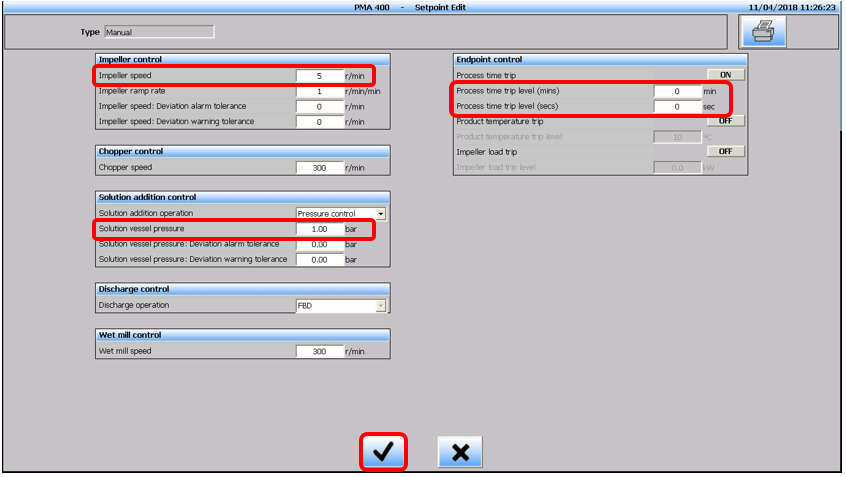 PMA 400 - Setpoint Edit 11/04/2018 11:26:23
Type Manual
Impeller control
Impeller speed 5 r/min
Impeller ramp rate 1 r/min/min
Impeller speed: Deviation alarm tolerance 0 r/min
Impeller speed: Deviation warning tolerance 0 r/min
Chopper control
Chopper speed 300 r/min
Solution addition control
Solution addition operation Pressure control
Solution vessel pressure 1.00 bar
Solution vessel pressure: Deviation alarm tolerance 0.00 bar
Solution vessel pressure: Deviation warning tolerance 0.00 bar
Discharge control
Discharge operation FBD
Wet mill control
Wet mill speed 300 r/min
Endpoint control
Process time trip ON
Process time trip level (mins) 0 min
Process time trip level (secs) 0 sec
Product temperature trip OFF
Product temperature trip level 10 ºC
Impeller load trip OFF
Impeller load trip level 0.0 kW